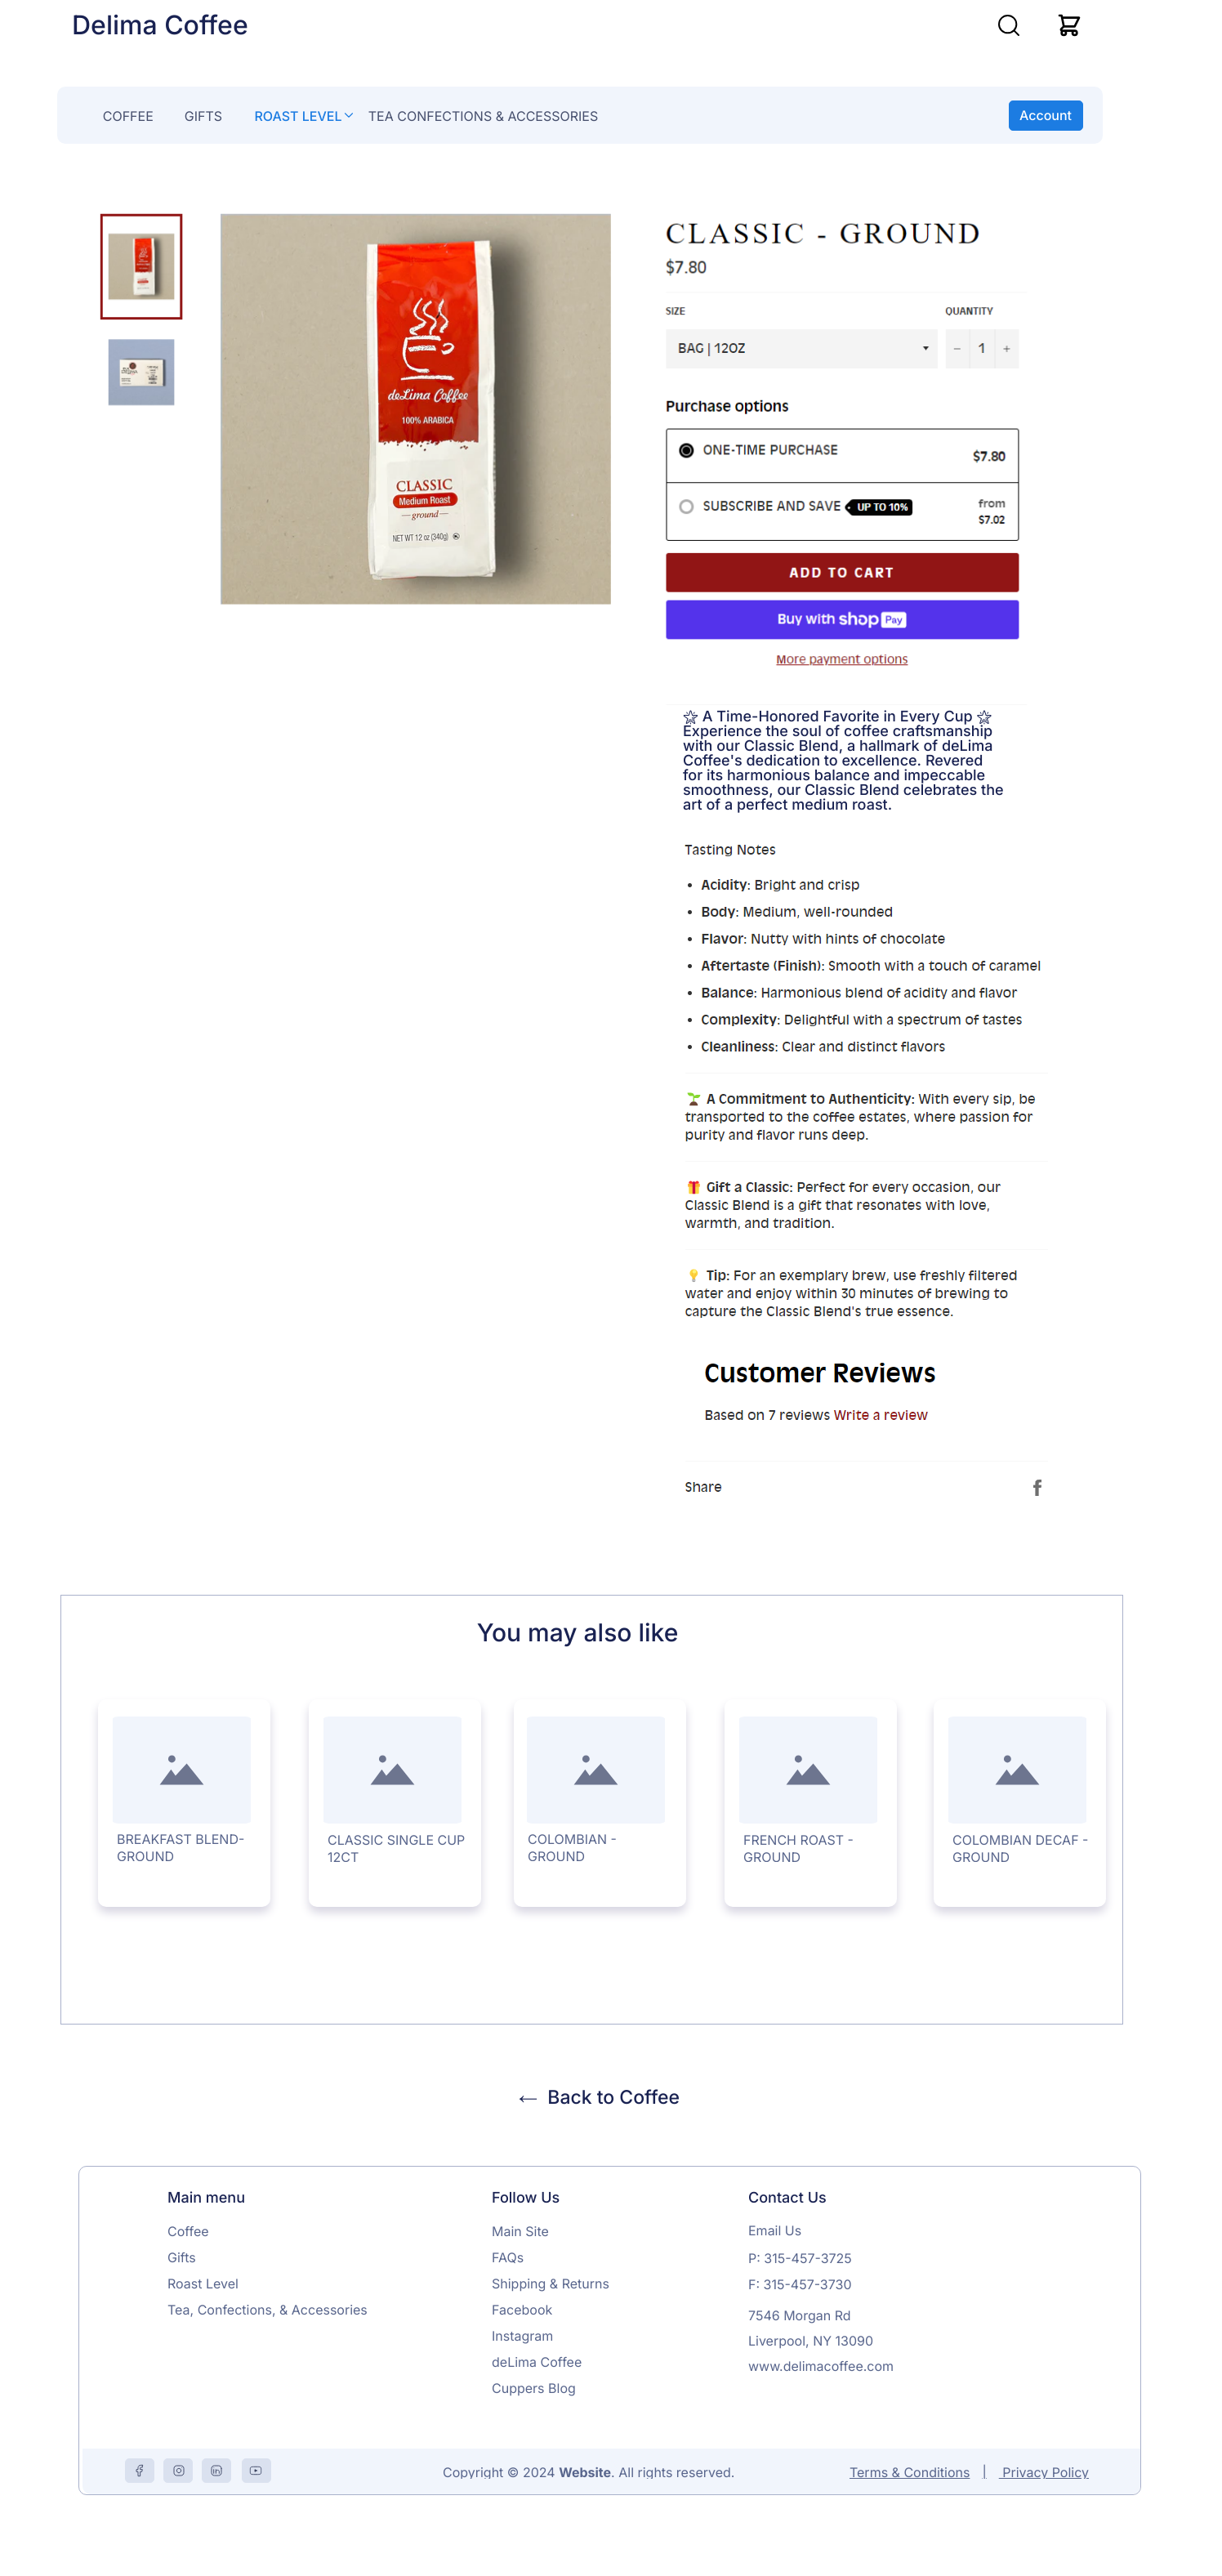 Delima Coffee
COFFEE GIFTS ROAST LEVEL TEA CONFECTIONS & ACCESSORIES Account
deLima Coffee
100% ARABICA
CLASSIC
Medium Roast
ground
NET WT 12 oz (340g)
CLASSIC - GROUND
$7.80
SIZE QUANTITY
BAG | 12OZ − 1 +
Purchase options
ONE-TIME PURCHASE $7.80
SUBSCRIBE AND SAVE UP TO 10% from
$7.02
ADD TO CART
Buy with shop Pay
More payment options
🌟 A Time-Honored Favorite in Every Cup 🌟
Experience the soul of coffee craftsmanship
with our Classic Blend, a hallmark of deLima
Coffee's dedication to excellence. Revered
for its harmonious balance and impeccable
smoothness, our Classic Blend celebrates the
art of a perfect medium roast.
Tasting Notes
• Acidity: Bright and crisp
• Body: Medium, well-rounded
• Flavor: Nutty with hints of chocolate
• Aftertaste (Finish): Smooth with a touch of caramel
• Balance: Harmonious blend of acidity and flavor
• Complexity: Delightful with a spectrum of tastes
• Cleanliness: Clear and distinct flavors
🌱 A Commitment to Authenticity: With every sip, be
transported to the coffee estates, where passion for
purity and flavor runs deep.
🎁 Gift a Classic: Perfect for every occasion, our
Classic Blend is a gift that resonates with love,
warmth, and tradition.
💡 Tip: For an exemplary brew, use freshly filtered
water and enjoy within 30 minutes of brewing to
capture the Classic Blend's true essence.
Customer Reviews
Based on 7 reviews Write a review
Share
You may also like
BREAKFAST BLEND-
GROUND
CLASSIC SINGLE CUP
12CT
COLOMBIAN -
GROUND
FRENCH ROAST -
GROUND
COLOMBIAN DECAF -
GROUND
← Back to Coffee
Main menu
Coffee
Gifts
Roast Level
Tea, Confections, & Accessories
Follow Us
Main Site
FAQs
Shipping & Returns
Facebook
Instagram
deLima Coffee
Cuppers Blog
Contact Us
Email Us
P: 315-457-3725
F: 315-457-3730
7546 Morgan Rd
Liverpool, NY 13090
www.delimacoffee.com
Copyright © 2024 Website. All rights reserved.
Terms & Conditions | Privacy Policy